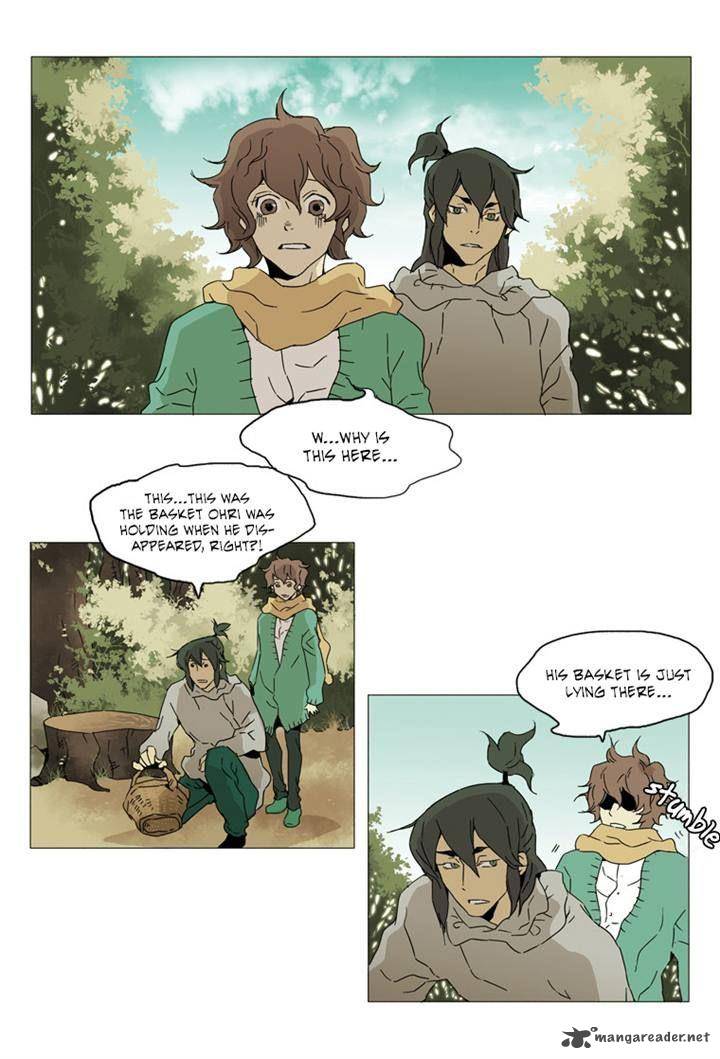 W...WHY IS
THIS HERE...
THIS...THIS WAS
THE BASKET OHRI WAS
HOLDING WHEN HE DIS-
APPEARED, RIGHT?!
HIS BASKET IS JUST
LYING THERE...
stumble
mangareader.net